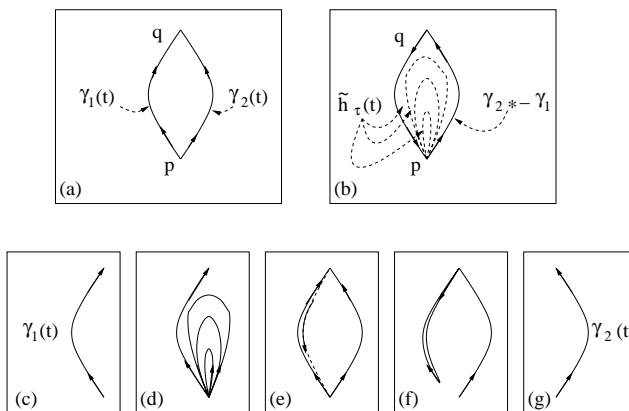 q
γ₁(t)
γ₂(t)
p
(a)
q
h̃ τ(t)
γ₂ *− γ₁
p
(b)
γ₁(t)
(c)
(d)
(e)
(f)
γ₂ (t)
(g)